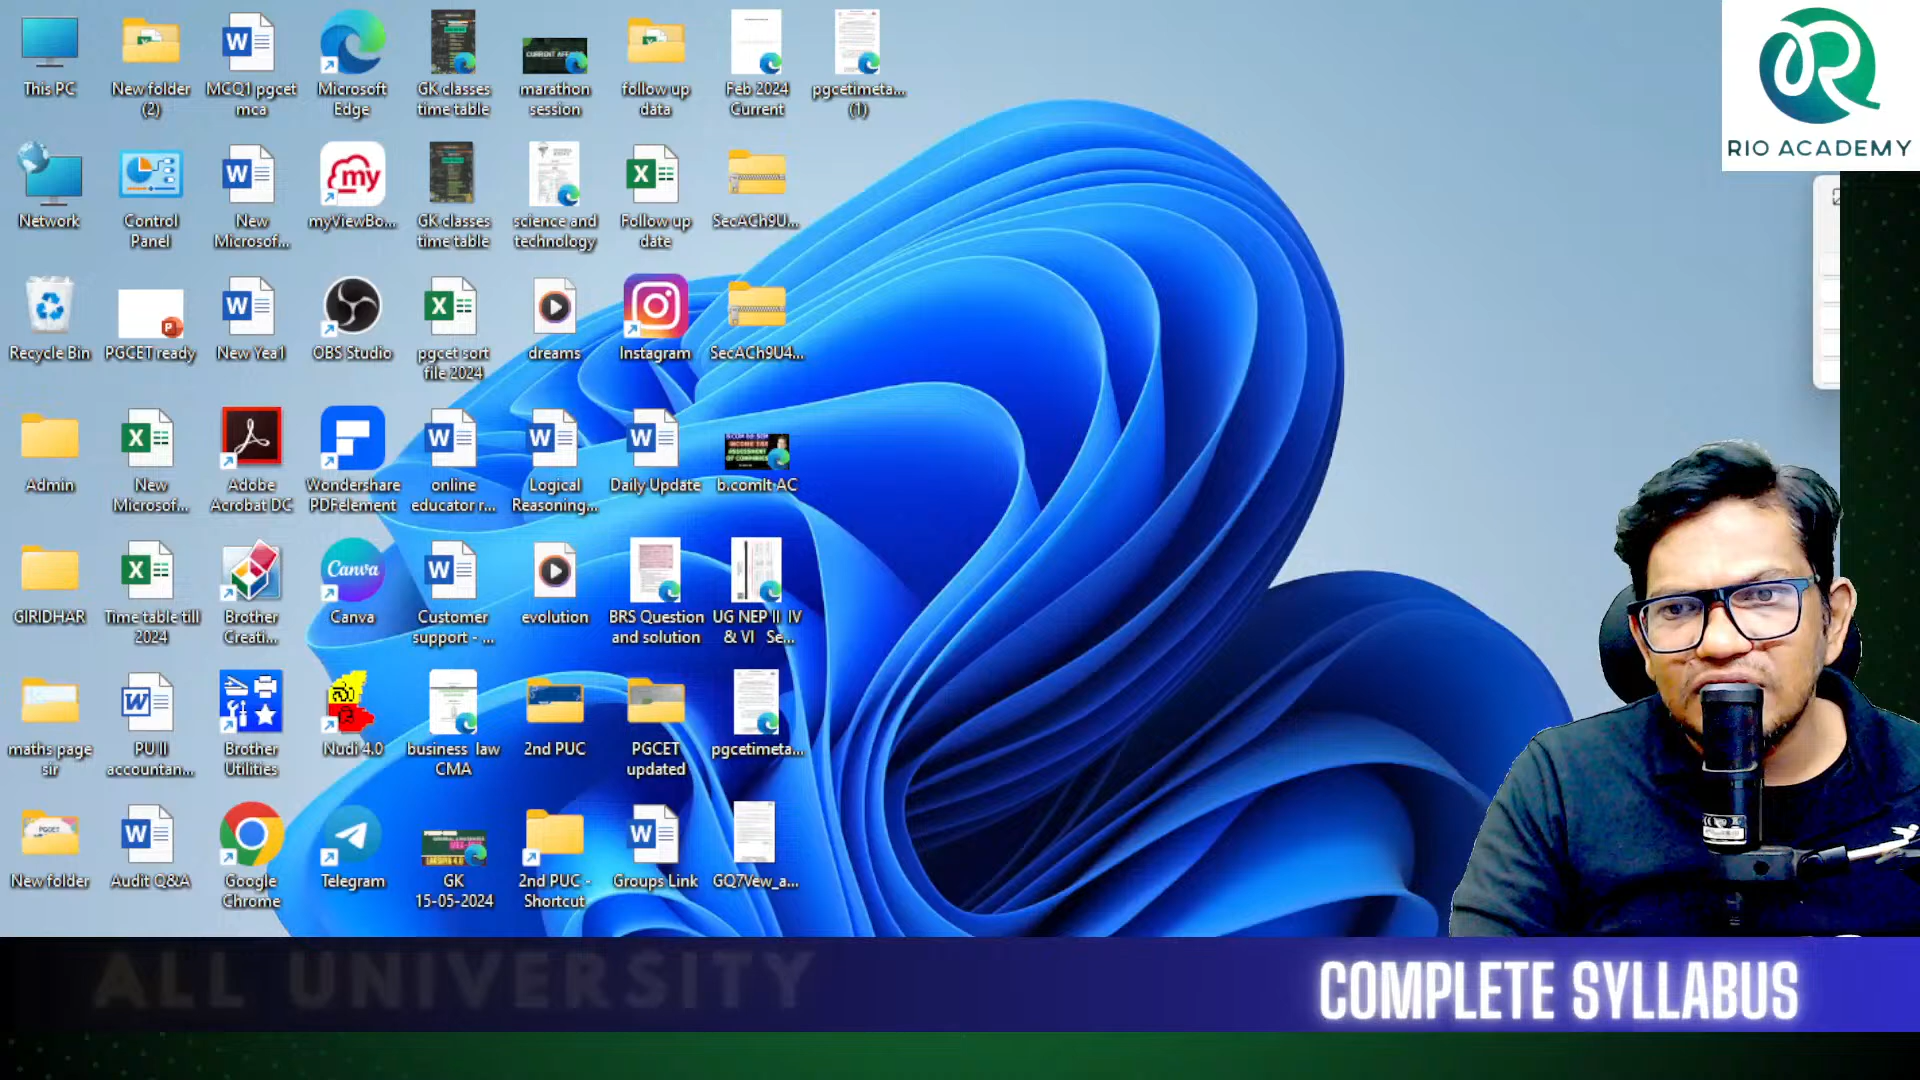 This PC
New folder
(2)
MCQ1 pgcet
mca
Microsoft
Edge
GK classes
time table
marathon
session
follow up
data
Feb 2024
Current
pgcetimeta...
(1)
RIO ACADEMY
Network
Control
Panel
New
Microsof...
myViewBo...
GK classes
time table
science and
technology
Follow up
date
SecACh9U...
Recycle Bin
PGCET ready
New Yea1
OBS Studio
pgcet sort
file 2024
dreams
Instagram
SecACh9U4...
Admin
New
Microsof...
Adobe
Acrobat DC
Wondershare
PDFelement
online
educator r...
Logical
Reasoning...
Daily Update
b.comIt AC
GIRIDHAR
Time table till
2024
Brother
Creati...
Canva
Canva
Customer
support - ...
evolution
BRS Question
and solution
UG NEP II IV
& VI Se...
maths page
sir
PU II
accountan...
Brother
Utilities
Nudi 4.0
business law
CMA
2nd PUC
PGCET
updated
pgcetimeta...
New folder
Audit Q&A
Google
Chrome
Telegram
GK
15-05-2024
2nd PUC -
Shortcut
Groups Link
GQ7Vew_a...
ALL UNIVERSITY
COMPLETE SYLLABUS